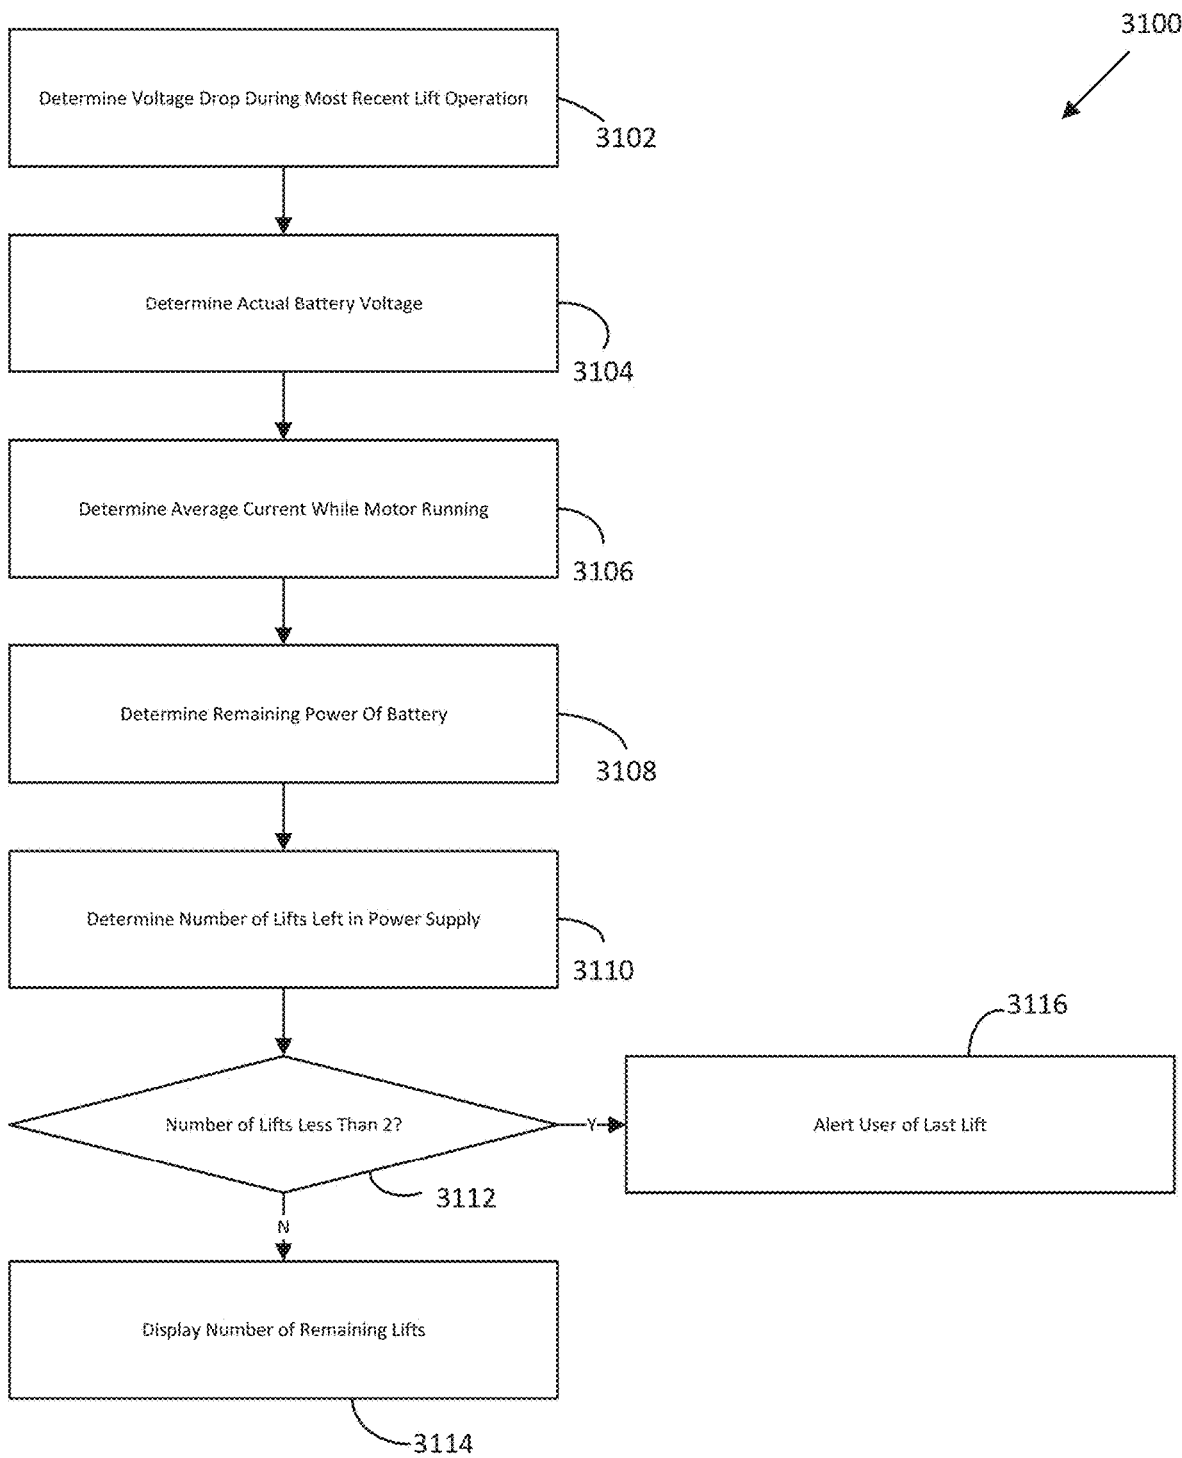 3100
Determine Voltage Drop During Most Recent Lift Operation
3102
Determine Actual Battery Voltage
3104
Determine Average Current While Motor Running
3106
Determine Remaining Power Of Battery
3108
Determine Number of Lifts Left in Power Supply
3110
3116
Number of Lifts Less Than 2?
Y
Alert User of Last Lift
3112
N
Display Number of Remaining Lifts
3114